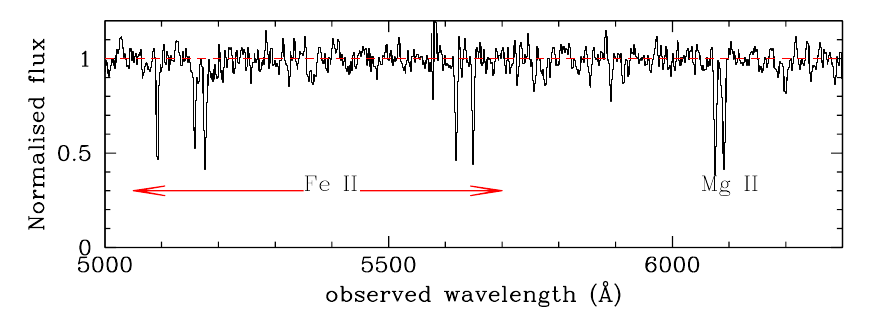 Normalised flux
1
0.5
0
Fe II
Mg II
5000 5500 6000
observed wavelength (Å)